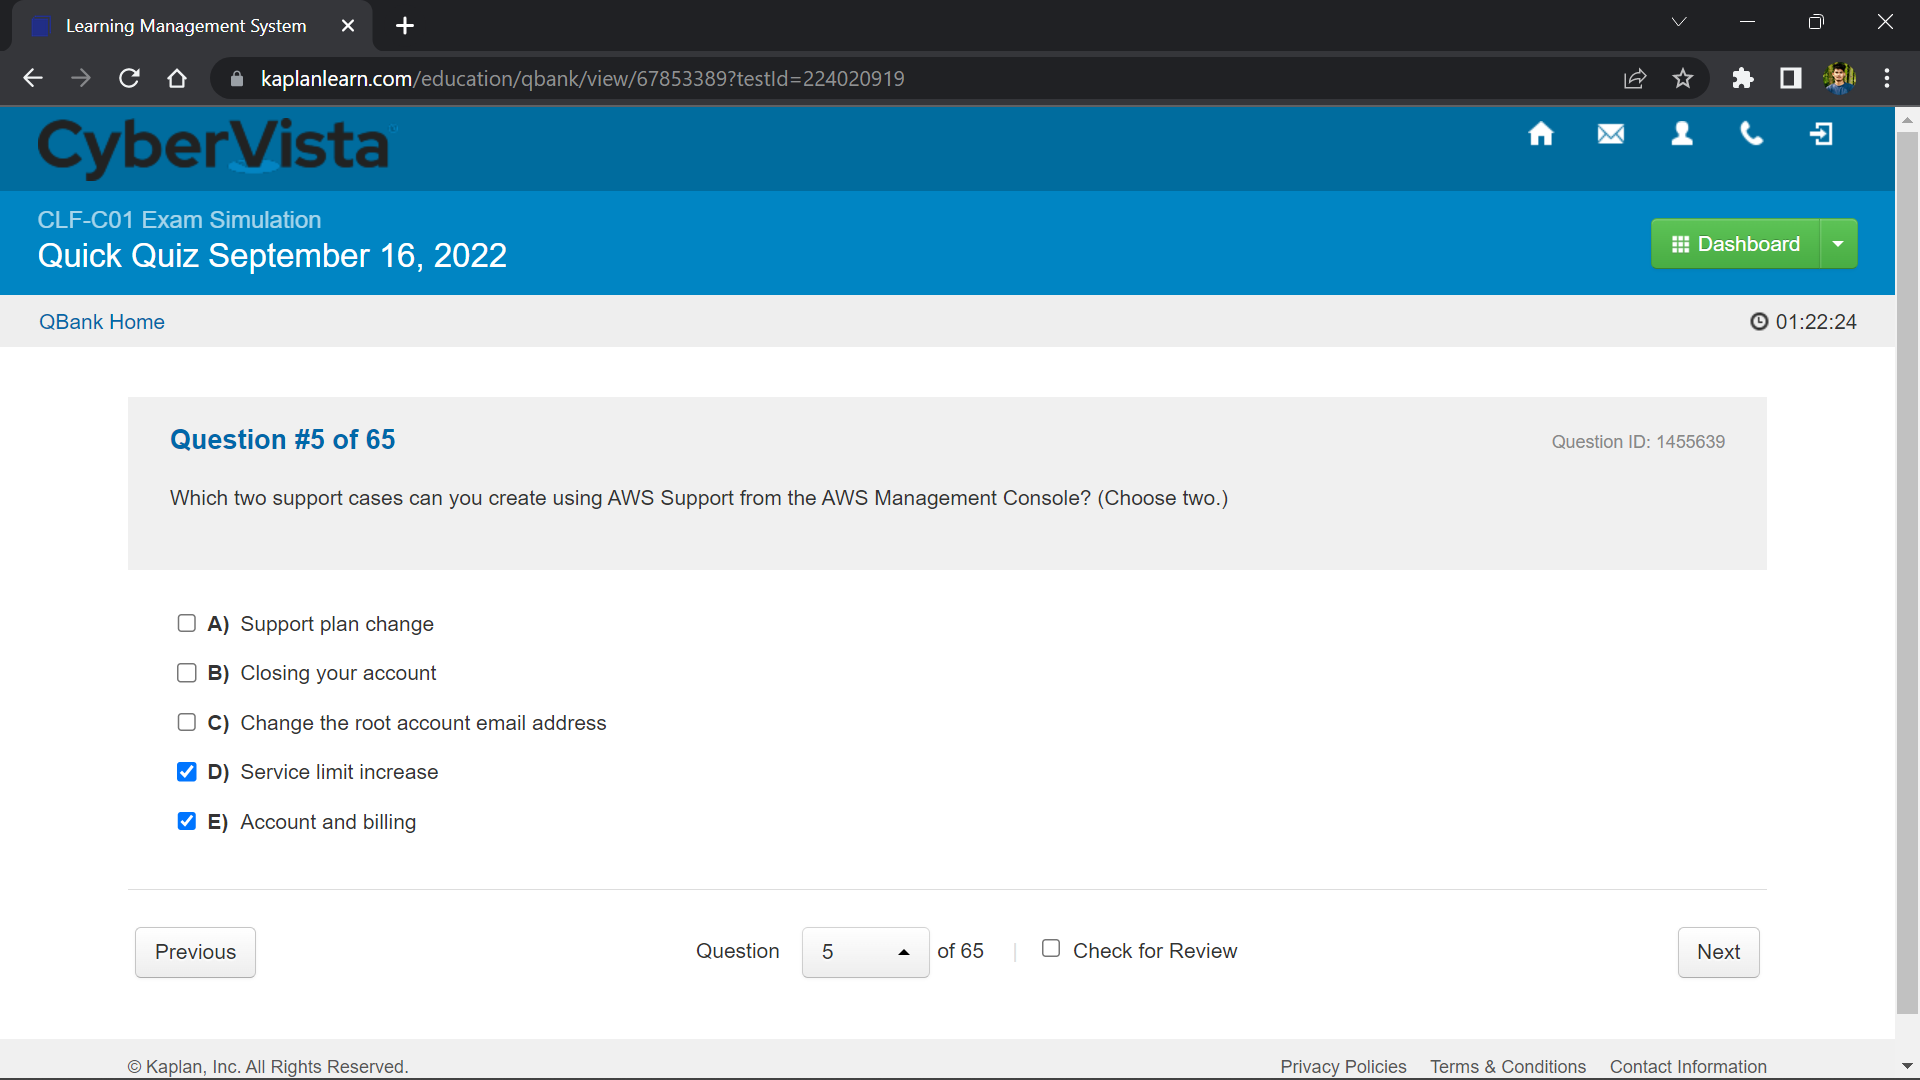 Learning Management System
kaplanlearn.com/education/qbank/view/67853389?testId=224020919
CyberVista
CLF-C01 Exam Simulation
Quick Quiz September 16, 2022
Dashboard
QBank Home
01:22:24
Question #5 of 65
Question ID: 1455639
Which two support cases can you create using AWS Support from the AWS Management Console? (Choose two.)
A) Support plan change
B) Closing your account
C) Change the root account email address
D) Service limit increase
E) Account and billing
Previous
Question 5 of 65 | Check for Review
Next
© Kaplan, Inc. All Rights Reserved.
Privacy Policies Terms & Conditions Contact Information